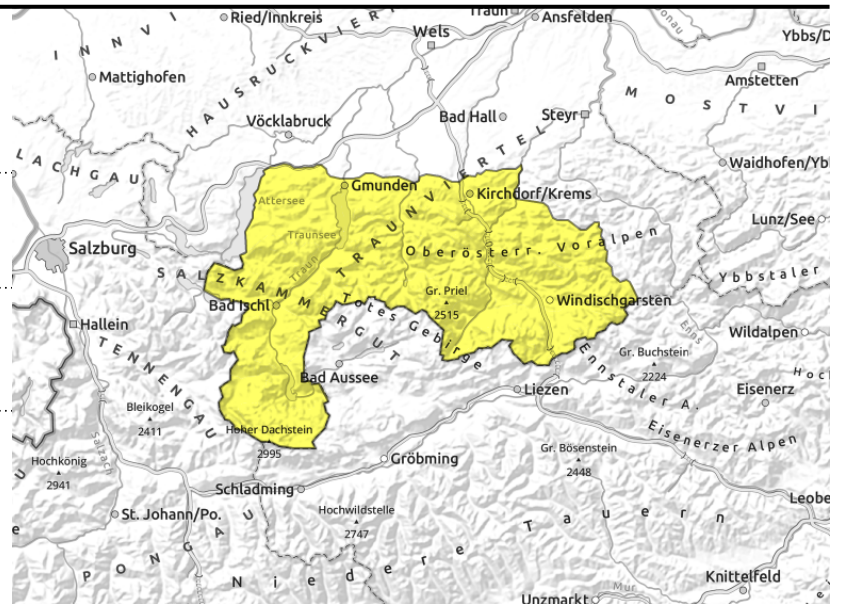 Ried/Innkreis
Traun
Ansfelden
Wels
Ybbs/D
INNVI
HAUSRUCKVIERTEL
Mattighofen
Amstetten
MOSTVI
Vöcklabruck
Bad Hall
Steyr
LACHGAU
Waidhofen/Ybl
Gmunden
Kirchdorf/Krems
Attersee
TRAUNVIERTEL
Lunz/See
Traunsee
Salzburg
Oberösterr. Voralpen
Traun
Ybbstaler
SALZKAMMERGUT
Gr. Priel
2515
Windischgarsten
Bad Ischl
Totes Gebirge
Enns
Hallein
Wildalpen
TENNENGAU
Gr. Buchstein
2224
Ennstaler A.
Hoc
Bad Aussee
Liezen
Eisenerz
Bleikogel
2411
Hoher Dachstein
2995
Eisenerzer Alpen
Salzach
Gr. Bösenstein
2448
Hochkönig
2941
Gröbming
Schladming
Leobe
Hochwildstelle
2747
St. Johann/Po.
PONGAU
Niedere Tauern
Knittelfeld
Mur
Unzmarkt